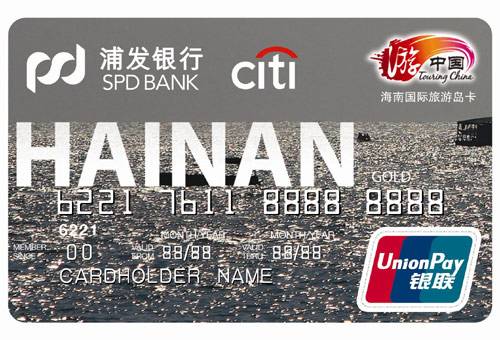 浦发银行
SPD BANK
citi
游中国
Touring China
海南国际旅游岛卡
HAINAN
GOLD
6221 7611 8888 8888
6221
MONTH/YEAR MONTH/YEAR
MEMBER SINCE 00 VALID FROM 88/88 VALID THRU 88/88
CARDHOLDER NAME
UnionPay
银联